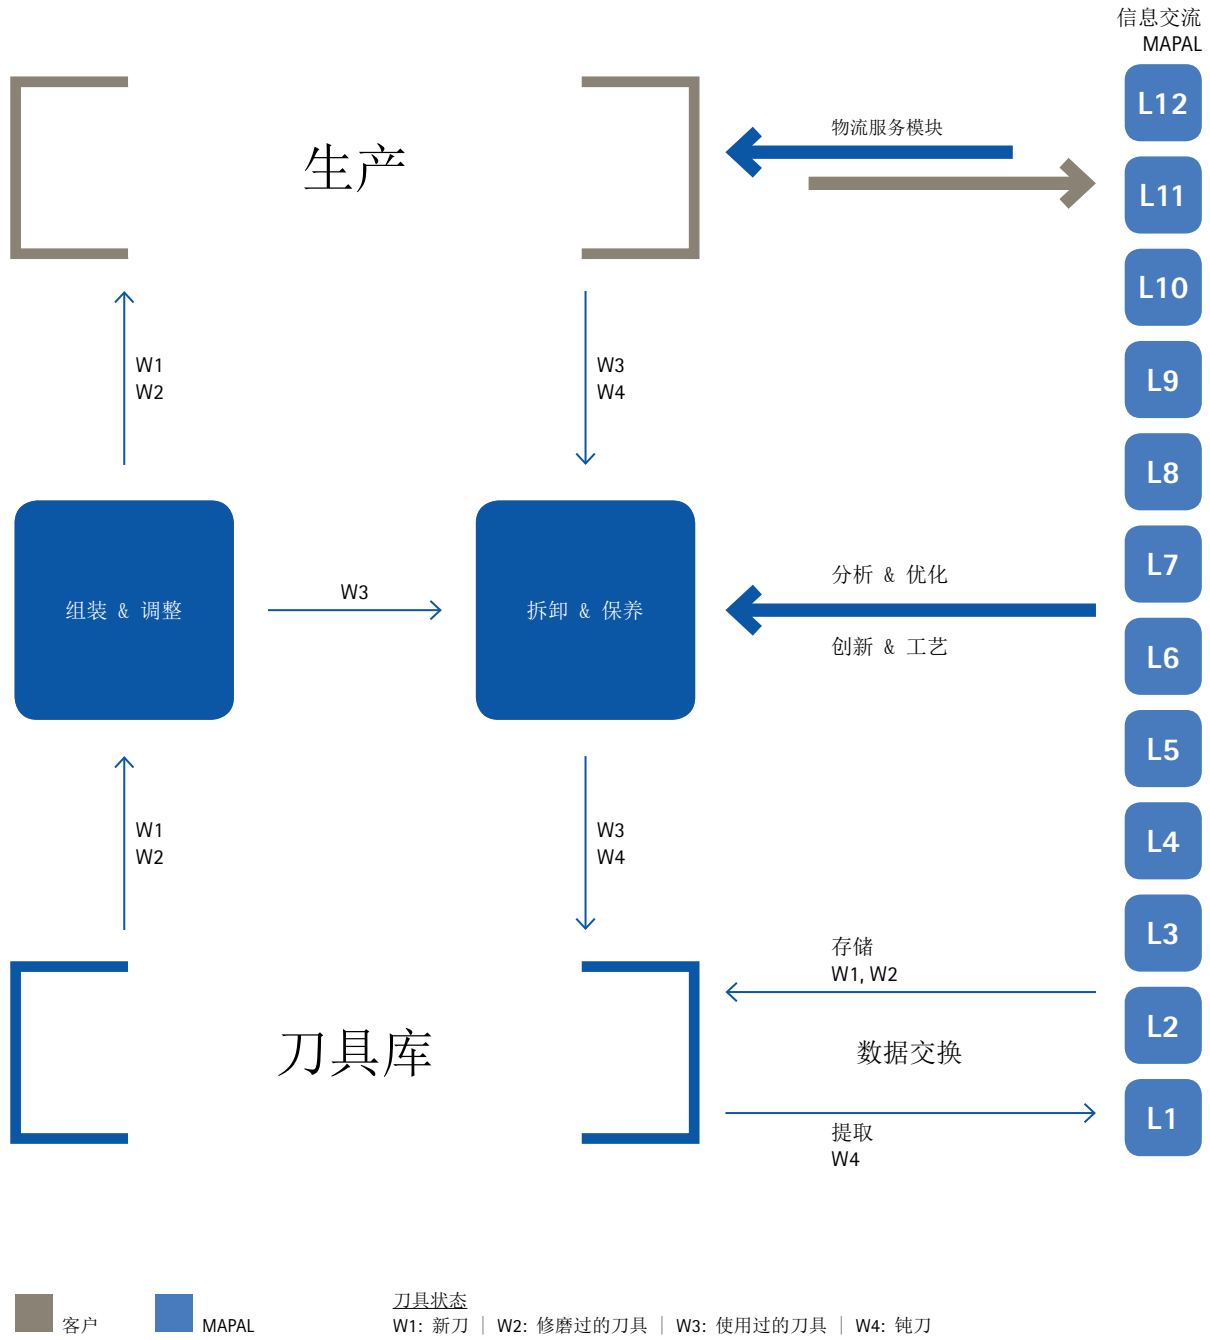 信息交流
MAPAL
L12
物流服务模块
生产
L11
L10
W1
W2
W3
W4
L9
L8
L7
分析 & 优化
W3
组装 & 调整
拆卸 & 保养
创新 & 工艺
L6
L5
W1
W2
W3
W4
L4
L3
存储
W1, W2
L2
刀具库
数据交换
L1
提取
W4
客户
MAPAL
刀具状态
W1: 新刀 | W2: 修磨过的刀具 | W3: 使用过的刀具 | W4: 钝刀